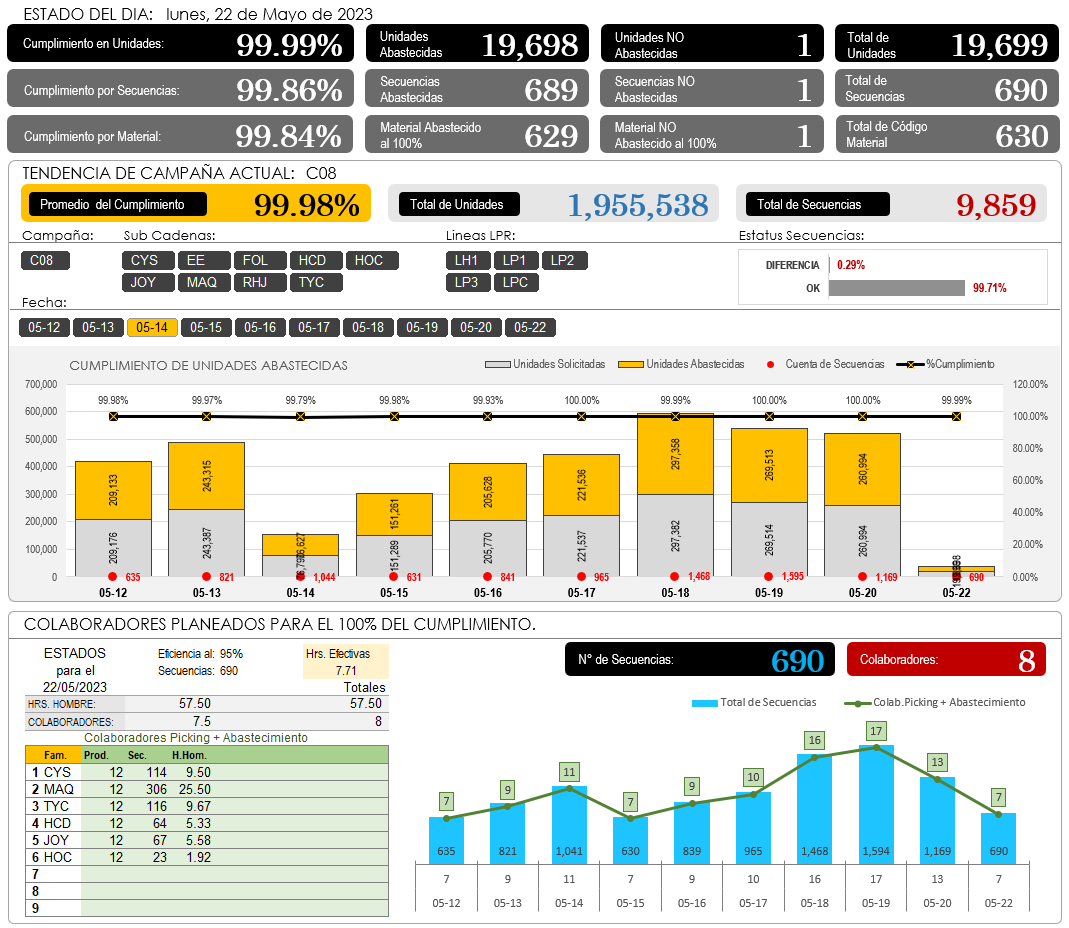 ESTADO DEL DIA: lunes, 22 de Mayo de 2023
Cumplimiento en Unidades: 99.99%
Unidades Abastecidas 19,698
Unidades NO Abastecidas 1
Total de Unidades 19,699
Cumplimiento por Secuencias: 99.86%
Secuencias Abastecidas 689
Secuencias NO Abastecidas 1
Total de Secuencias 690
Cumplimiento por Material: 99.84%
Material Abastecido al 100% 629
Material NO Abastecido al 100% 1
Total de Código Material 630
TENDENCIA DE CAMPAÑA ACTUAL: C08
Promedio del Cumplimiento 99.98%
Total de Unidades 1,955,538
Total de Secuencias 9,859
Campaña: Sub Cadenas: Lineas LPR: Estatus Secuencias:
C08 CYS EE FOL HCD HOC LH1 LP1 LP2
JOY MAQ RHJ TYC LP3 LPC
DIFERENCIA 0.29%
OK 99.71%
Fecha:
05-12 05-13 05-14 05-15 05-16 05-17 05-18 05-19 05-20 05-22
CUMPLIMIENTO DE UNIDADES ABASTECIDAS
Unidades Solicitadas Unidades Abastecidas Cuenta de Secuencias %Cumplimiento
700,000
600,000
500,000
400,000
300,000
200,000
100,000
0
120.00%
100.00%
80.00%
60.00%
40.00%
20.00%
0.00%
99.98% 99.97% 99.79% 99.98% 99.93% 100.00% 99.99% 100.00% 100.00% 99.99%
209,133 243,315 76,627 151,261 205,628 221,536 297,358 269,513 260,994
209,176 243,387 151,289 205,770 221,537 297,382 269,514 260,994
635 821 1,044 631 841 965 1,468 1,595 1,169 690
05-12 05-13 05-14 05-15 05-16 05-17 05-18 05-19 05-20 05-22
COLABORADORES PLANEADOS PARA EL 100% DEL CUMPLIMIENTO.
ESTADOS
para el
22/05/2023
Eficiencia al: 95%
Secuencias: 690
Hrs. Efectivas
7.71
Totales
HRS. HOMBRE: 57.50 57.50
COLABORADORES: 7.5 8
Colaboradores Picking + Abastecimiento
Fam. Prod. Sec. H.Hom.
1 CYS 12 114 9.50
2 MAQ 12 306 25.50
3 TYC 12 116 9.67
4 HCD 12 64 5.33
5 JOY 12 67 5.58
6 HOC 12 23 1.92
7
8
9
N° de Secuencias: 690
Colaboradores: 8
Total de Secuencias Colab.Picking + Abastecimiento
7 9 11 7 9 10 16 17 13 7
635 821 1,041 630 839 965 1,468 1,594 1,169 690
7 9 11 7 9 10 16 17 13 7
05-12 05-13 05-14 05-15 05-16 05-17 05-18 05-19 05-20 05-22